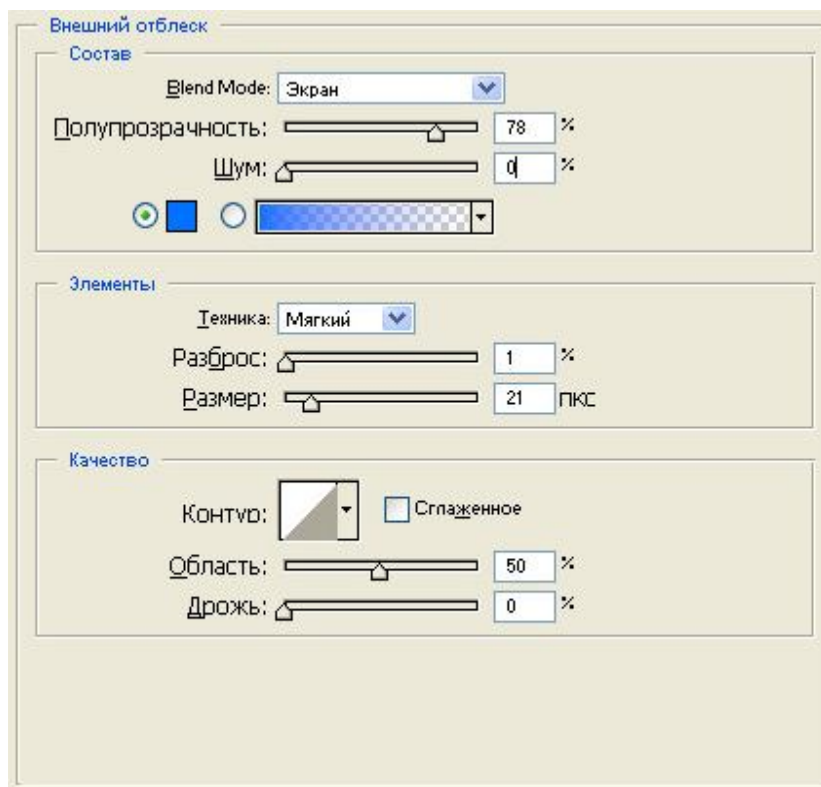 Внешний отблеск
Состав
Blend Mode: Экран
Полупрозрачность: 78 %
Шум: 0 %
Элементы
Техника: Мягкий
Разброс: 1 %
Размер: 21 пкс
Качество
Контур: Сглаженное
Область: 50 %
Дрожь: 0 %